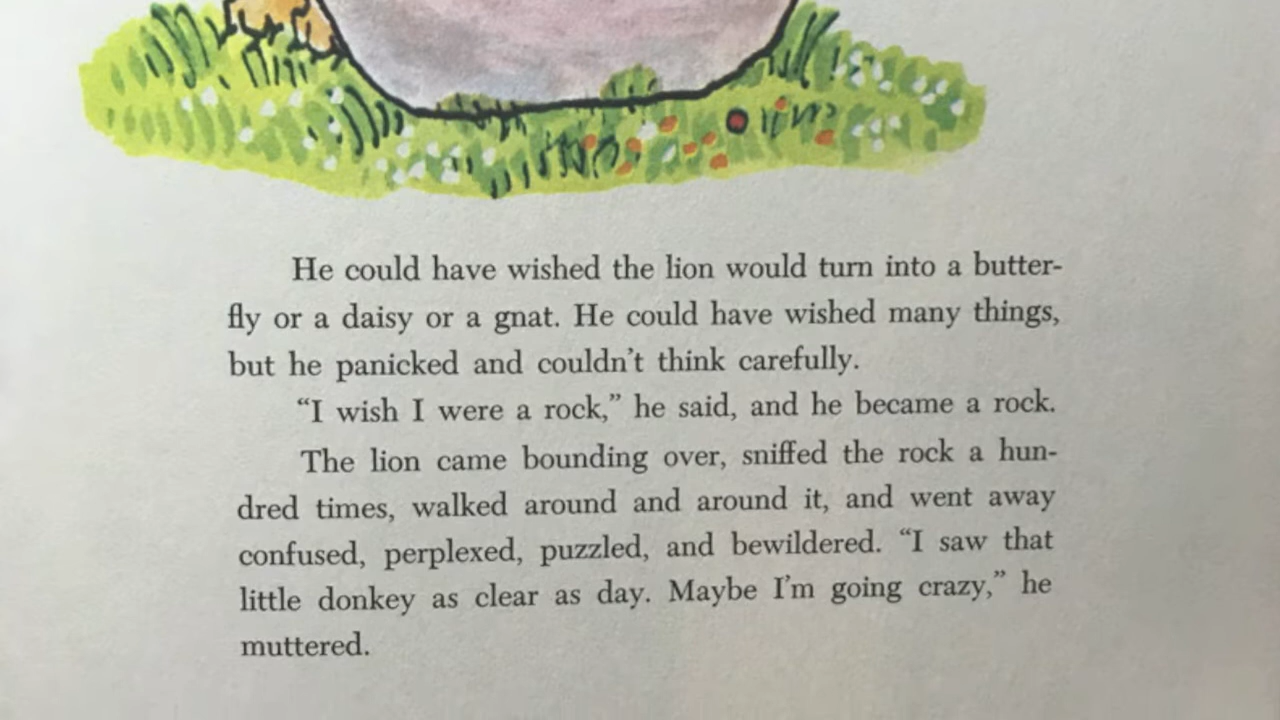 He could have wished the lion would turn into a butter-
fly or a daisy or a gnat. He could have wished many things,
but he panicked and couldn’t think carefully.
“I wish I were a rock,” he said, and he became a rock.
The lion came bounding over, sniffed the rock a hun-
dred times, walked around and around it, and went away
confused, perplexed, puzzled, and bewildered. “I saw that
little donkey as clear as day. Maybe I’m going crazy,” he
muttered.